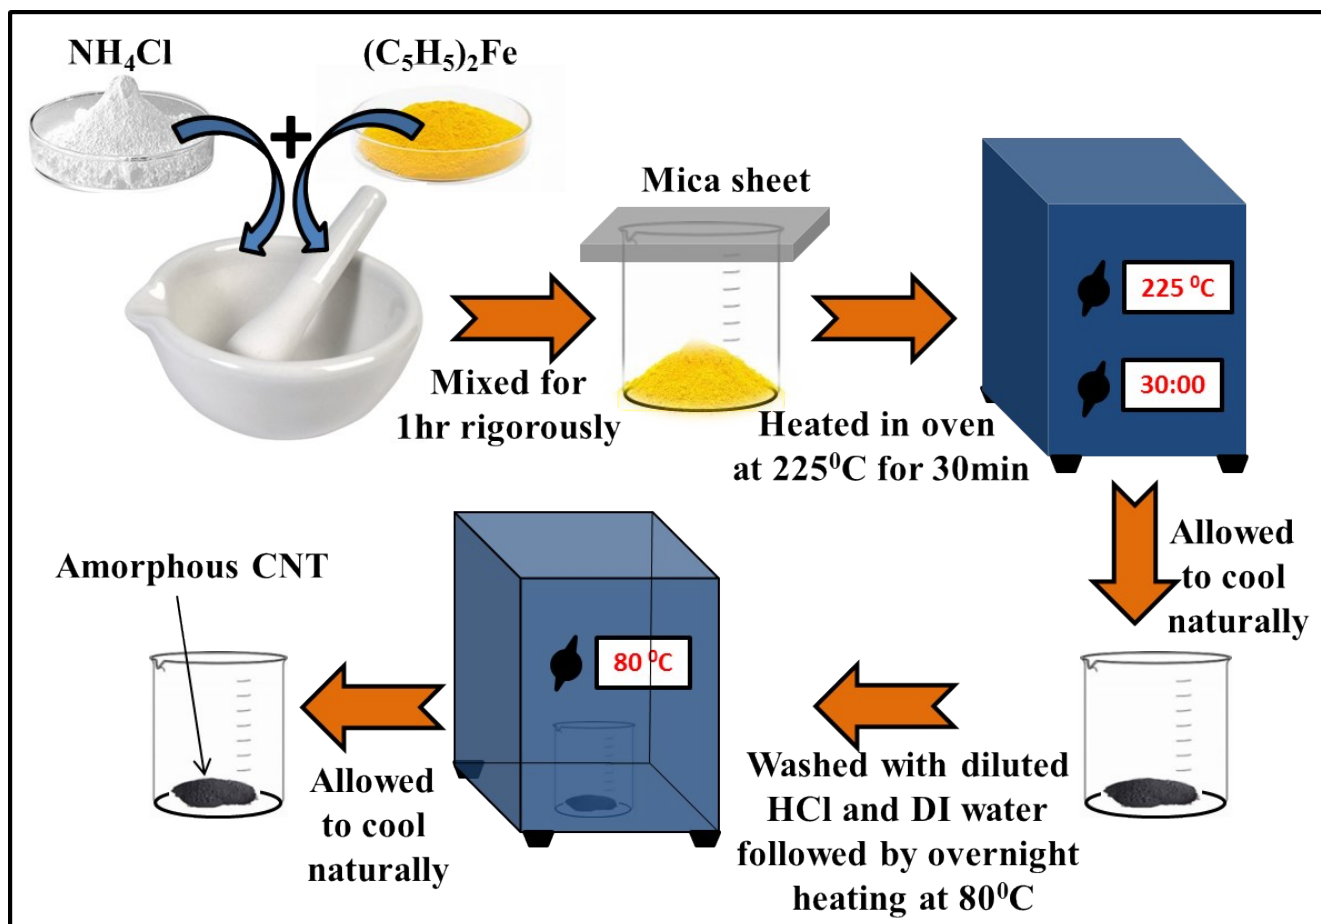 NH₄Cl
(C₅H₅)₂Fe
+
Mica sheet
225 ⁰C
30:00
Mixed for
1hr rigorously
Heated in oven
at 225⁰C for 30min
Allowed
to cool
naturally
Washed with diluted
HCl and DI water
followed by overnight
heating at 80⁰C
80 ⁰C
Allowed
to cool
naturally
Amorphous CNT